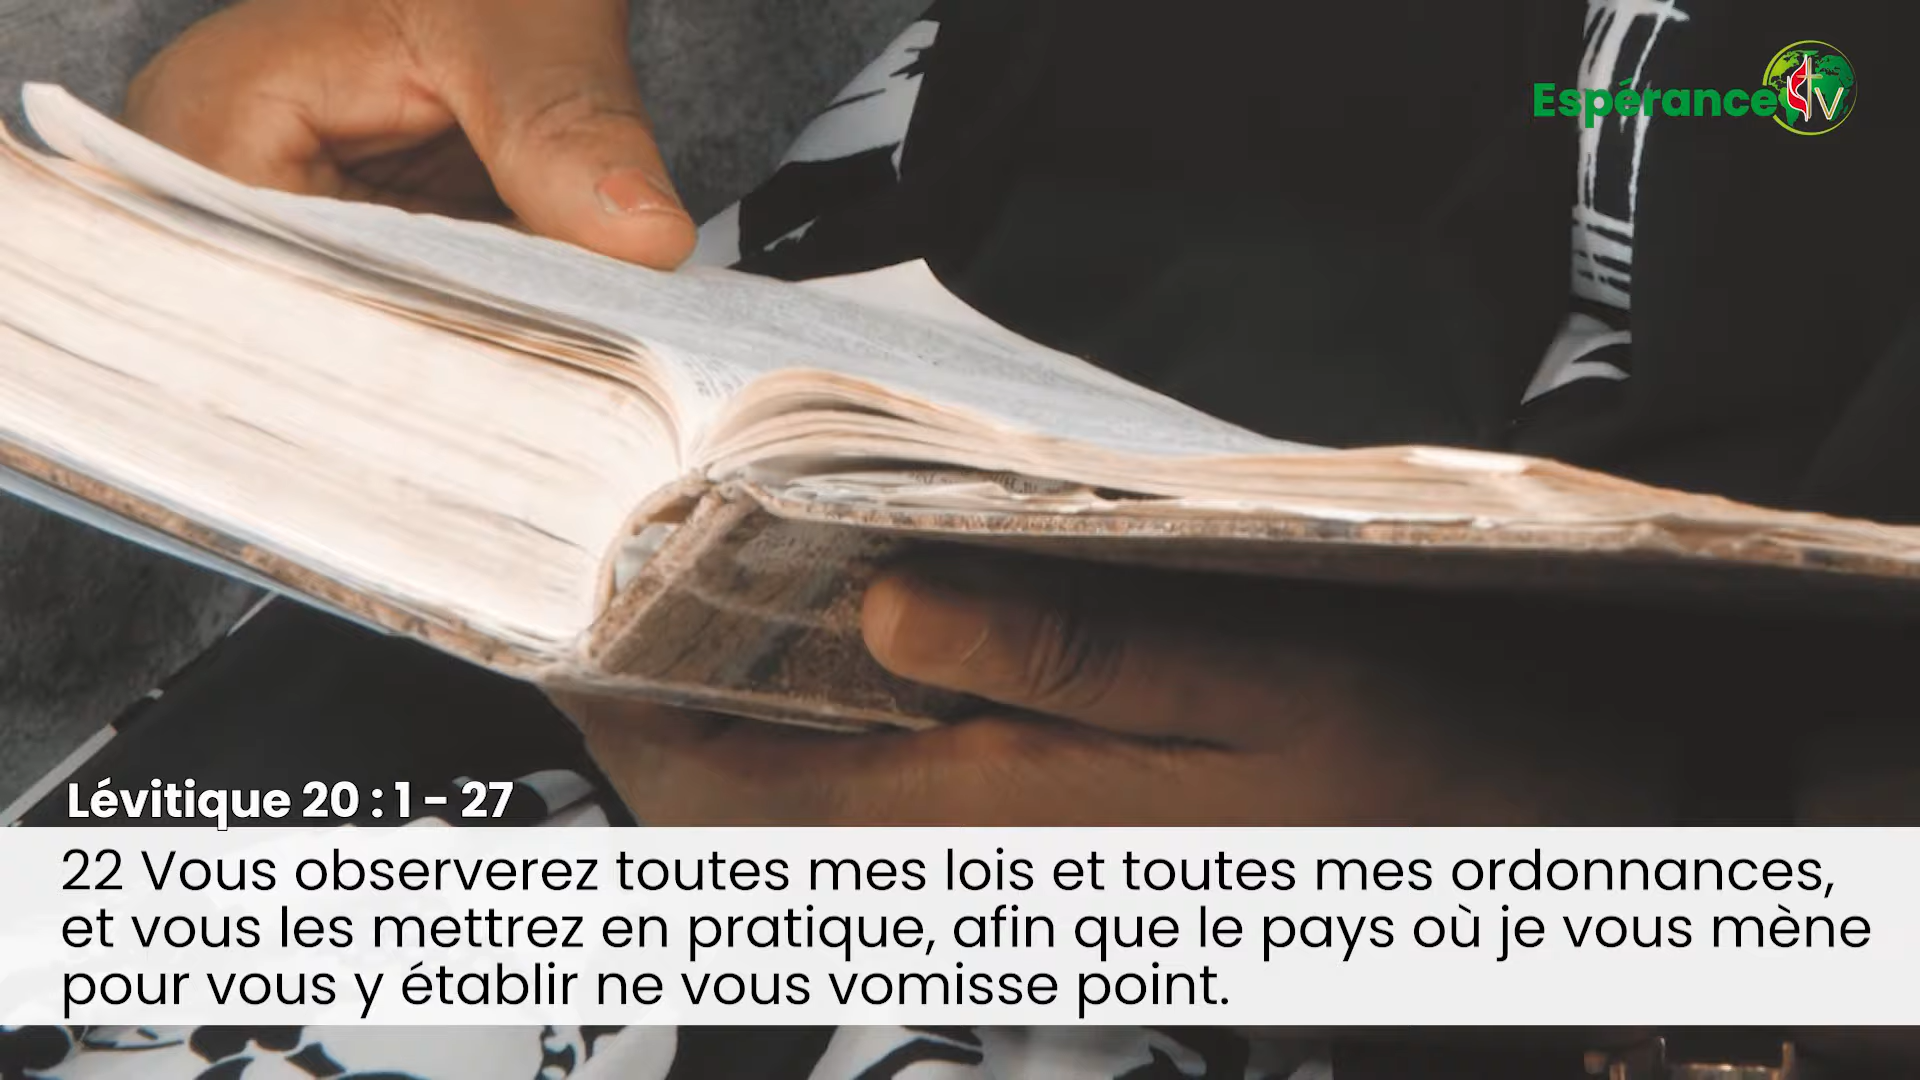 Espérance TV
Lévitique 20 : 1 - 27
22 Vous observerez toutes mes lois et toutes mes ordonnances,
et vous les mettrez en pratique, afin que le pays où je vous mène
pour vous y établir ne vous vomisse point.